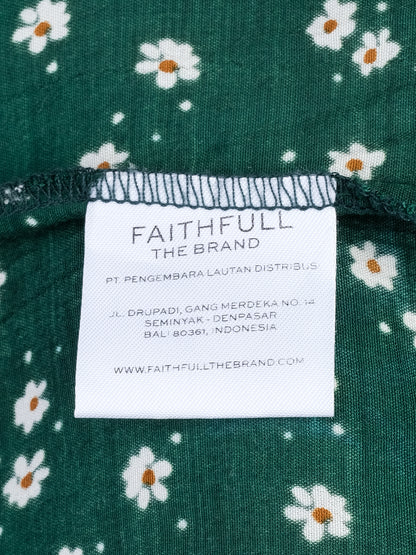 FAITHFULL
THE BRAND
PT. PENGEMBARA LAUTAN DISTRIBUSI
JL. DRUPADI, GANG MERDEKA NO. 14
SEMINYAK - DENPASAR
BALI 80361, INDONESIA
WWW.FAITHFULLTHEBRAND.COM